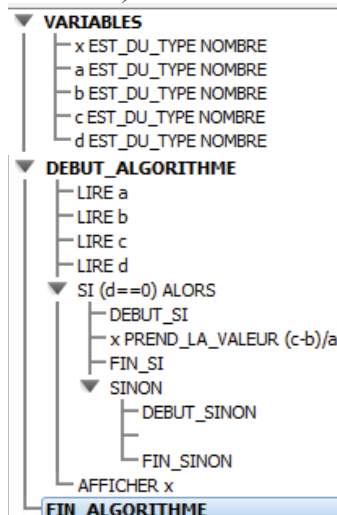 VARIABLES
x EST_DU_TYPE NOMBRE
a EST_DU_TYPE NOMBRE
b EST_DU_TYPE NOMBRE
c EST_DU_TYPE NOMBRE
d EST_DU_TYPE NOMBRE
DEBUT_ALGORITHME
LIRE a
LIRE b
LIRE c
LIRE d
SI (d==0) ALORS
DEBUT_SI
x PREND_LA_VALEUR (c-b)/a
FIN_SI
SINON
DEBUT_SINON
FIN_SINON
AFFICHER x
FIN_ALGORITHME